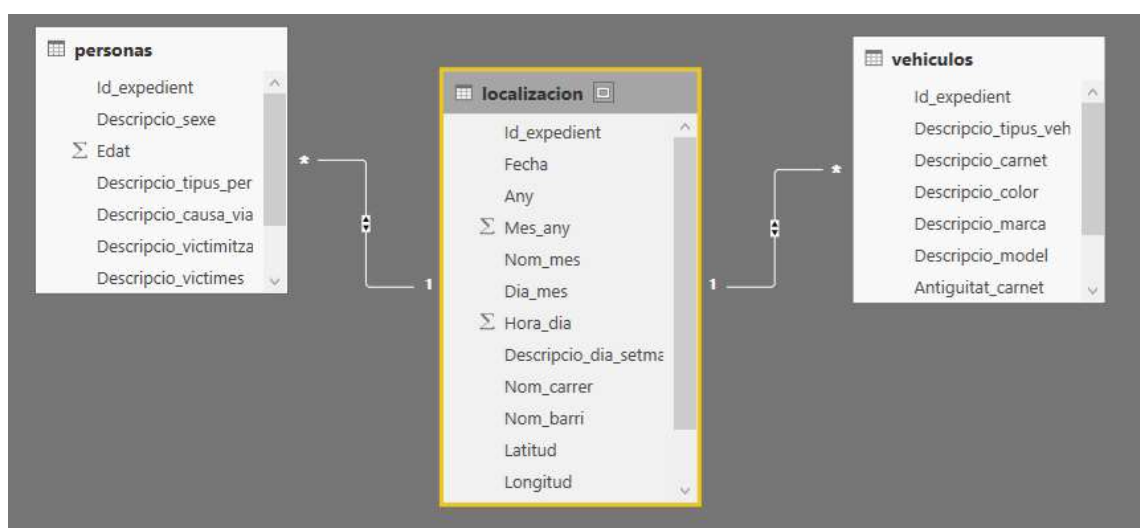 personas
Id_expedient
Descripcio_sexe
Σ Edat
Descripcio_tipus_per
Descripcio_causa_via
Descripcio_victimitza
Descripcio_victimes
*
1
localizacion
Id_expedient
Fecha
Any
Σ Mes_any
Nom_mes
Dia_mes
Σ Hora_dia
Descripcio_dia_setma
Nom_carrer
Nom_barri
Latitud
Longitud
1
*
vehiculos
Id_expedient
Descripcio_tipus_veh
Descripcio_carnet
Descripcio_color
Descripcio_marca
Descripcio_model
Antiguitat_carnet